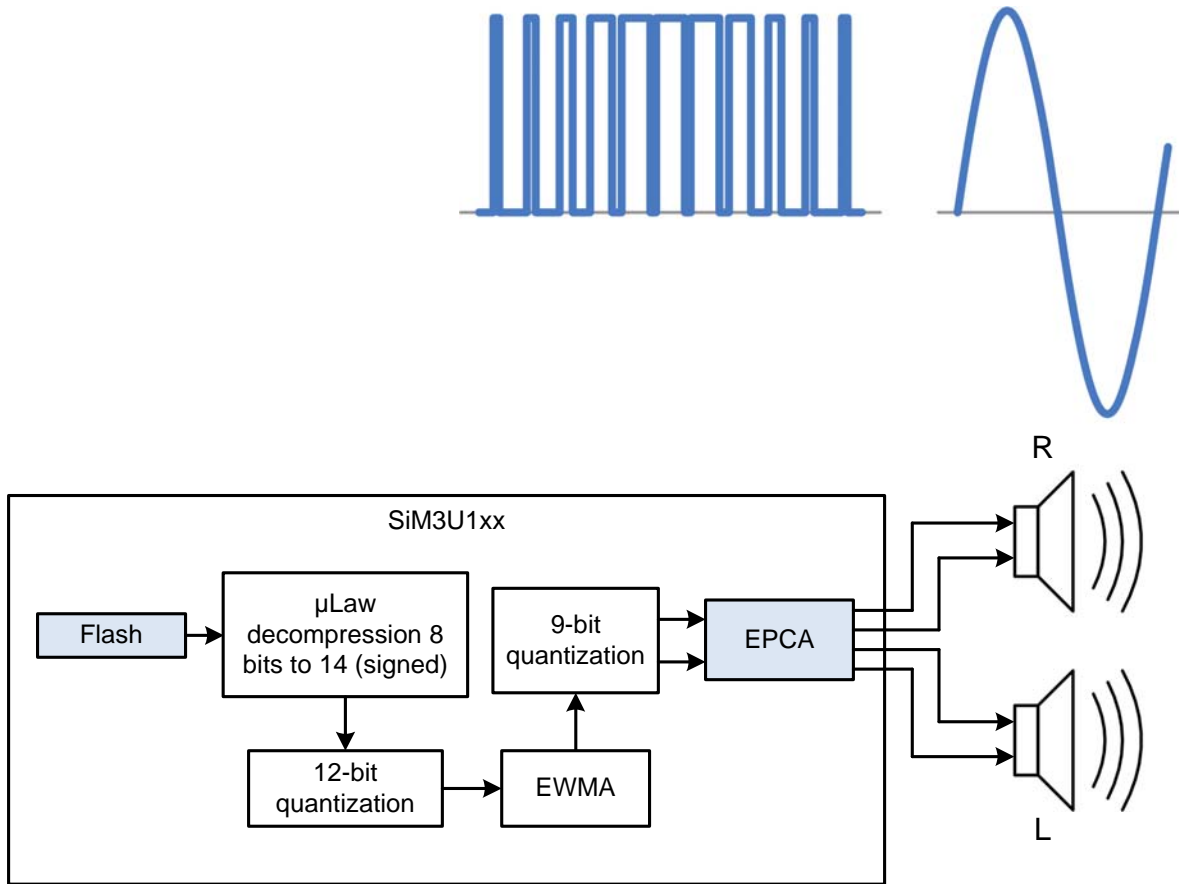 R
SiM3U1xx
Flash
µLaw
decompression 8
bits to 14 (signed)
9-bit
quantization
EPCA
12-bit
quantization
EWMA
L